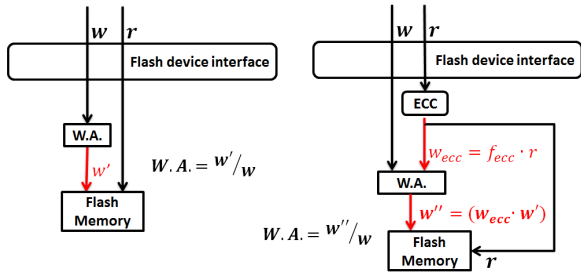 w r
Flash device interface
W.A.
w'
W. A. = w'/w
Flash
Memory
w r
Flash device interface
ECC
w_ecc = f_ecc · r
W.A.
w'' = (w_ecc · w')
W. A. = w''/w
Flash
Memory
r